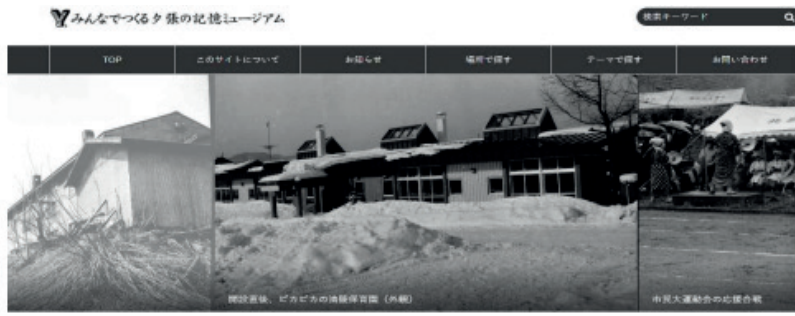 みんなでつくる夕張の記憶ミュージアム
検索キーワード
TOP
このサイトについて
お知らせ
場所で探す
テーマで探す
お問い合わせ
開設直後、ピカピカの保育園（外観）
市民大運動会の応援合戦